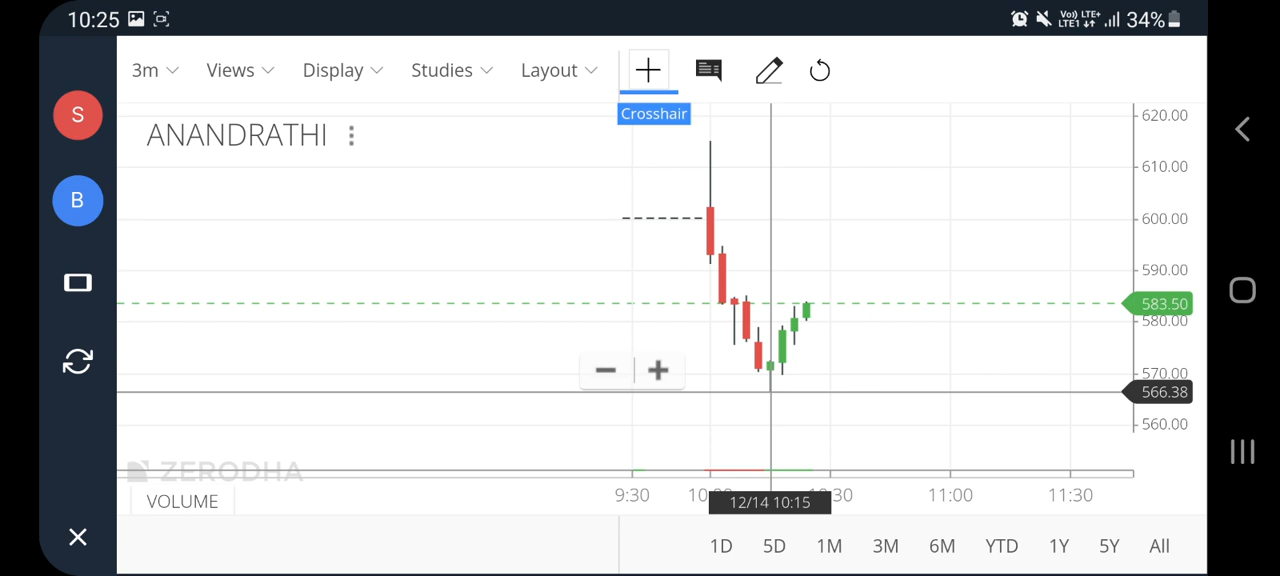 10:25
Vo) LTE+
LTE1
34%
3m Views Display Studies Layout
Crosshair
S
ANANDRATHI
B
620.00
610.00
600.00
590.00
583.50
580.00
570.00
566.38
560.00
ZERODHA
9:30 12/14 10:15 11:00 11:30
VOLUME
1D 5D 1M 3M 6M YTD 1Y 5Y All